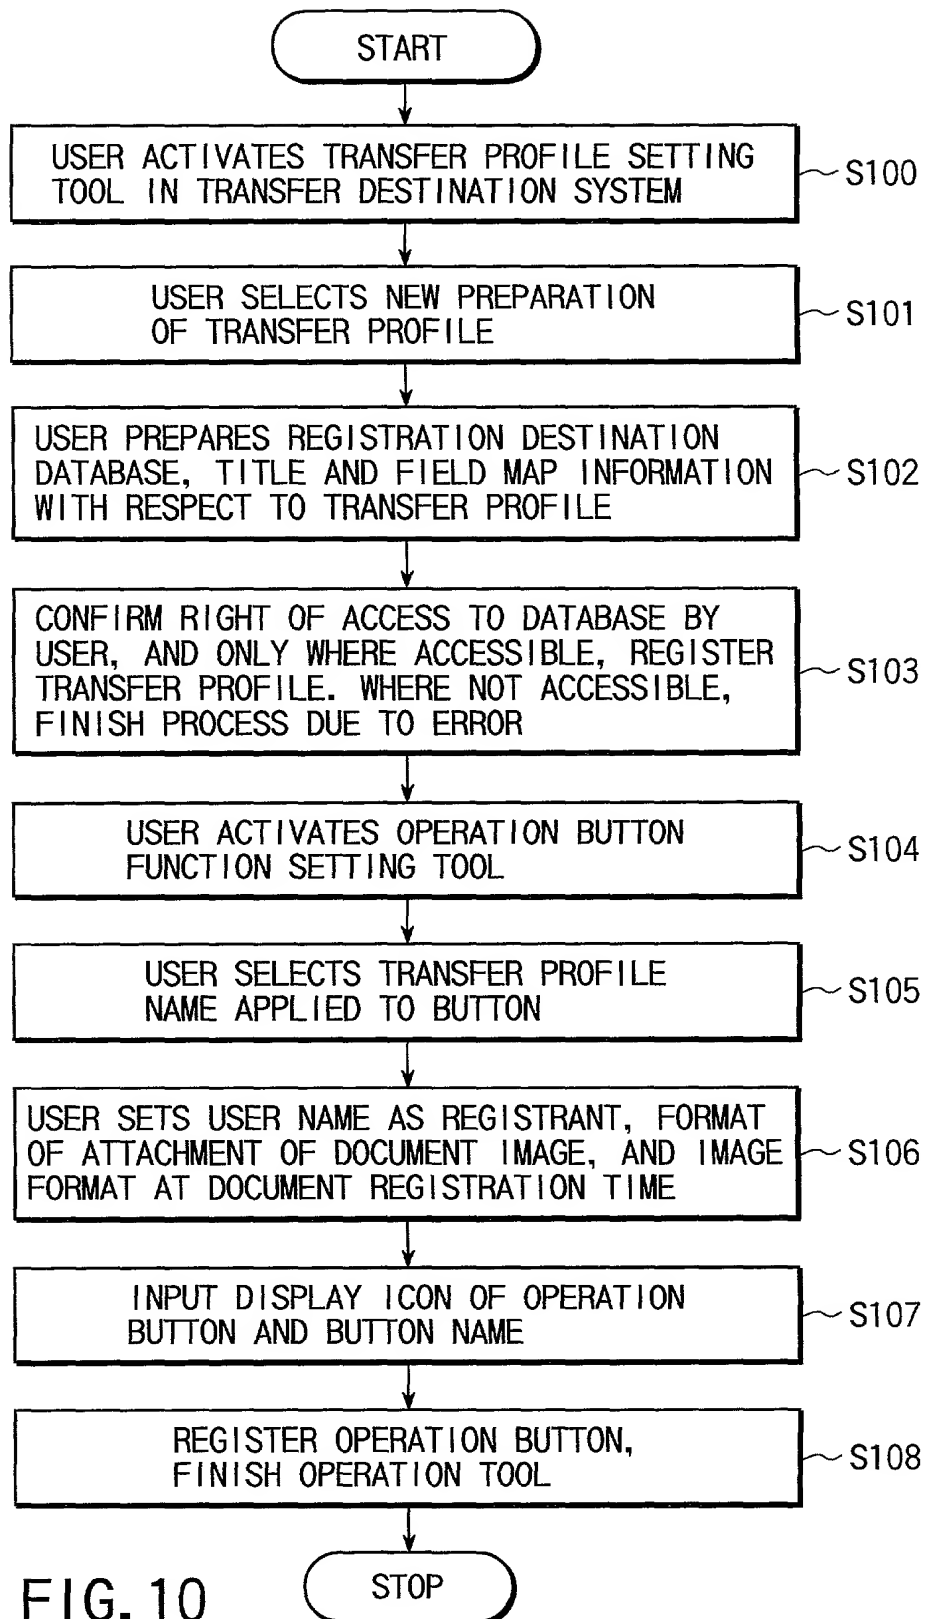 START
USER ACTIVATES TRANSFER PROFILE SETTING
TOOL IN TRANSFER DESTINATION SYSTEM
S100
USER SELECTS NEW PREPARATION
OF TRANSFER PROFILE
S101
USER PREPARES REGISTRATION DESTINATION
DATABASE, TITLE AND FIELD MAP INFORMATION
WITH RESPECT TO TRANSFER PROFILE
S102
CONFIRM RIGHT OF ACCESS TO DATABASE BY
USER, AND ONLY WHERE ACCESSIBLE, REGISTER
TRANSFER PROFILE. WHERE NOT ACCESSIBLE,
FINISH PROCESS DUE TO ERROR
S103
USER ACTIVATES OPERATION BUTTON
FUNCTION SETTING TOOL
S104
USER SELECTS TRANSFER PROFILE
NAME APPLIED TO BUTTON
S105
USER SETS USER NAME AS REGISTRANT, FORMAT
OF ATTACHMENT OF DOCUMENT IMAGE, AND IMAGE
FORMAT AT DOCUMENT REGISTRATION TIME
S106
INPUT DISPLAY ICON OF OPERATION
BUTTON AND BUTTON NAME
S107
REGISTER OPERATION BUTTON,
FINISH OPERATION TOOL
S108
STOP
FIG. 10